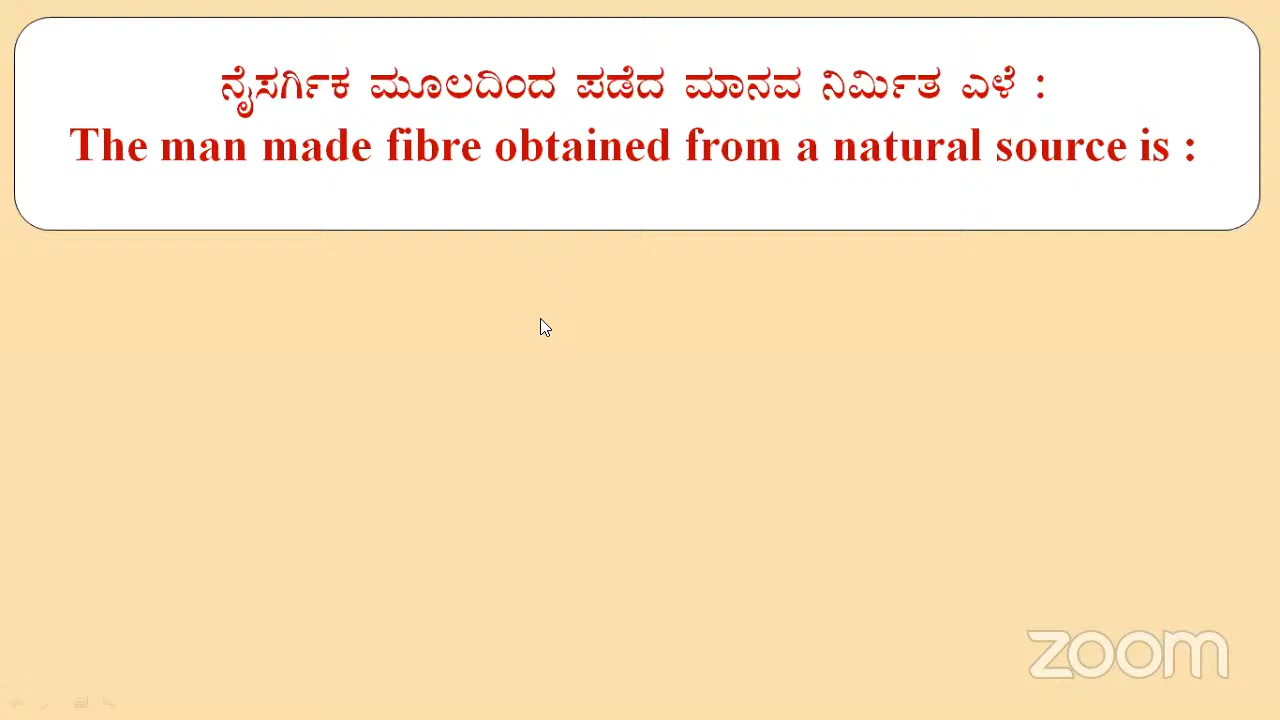 ನೈಸರ್ಗಿಕ ಮೂಲದಿಂದ ಪಡೆದ ಮಾನವ ನಿರ್ಮಿತ ಎಳೆ :
The man made fibre obtained from a natural source is :
zoom